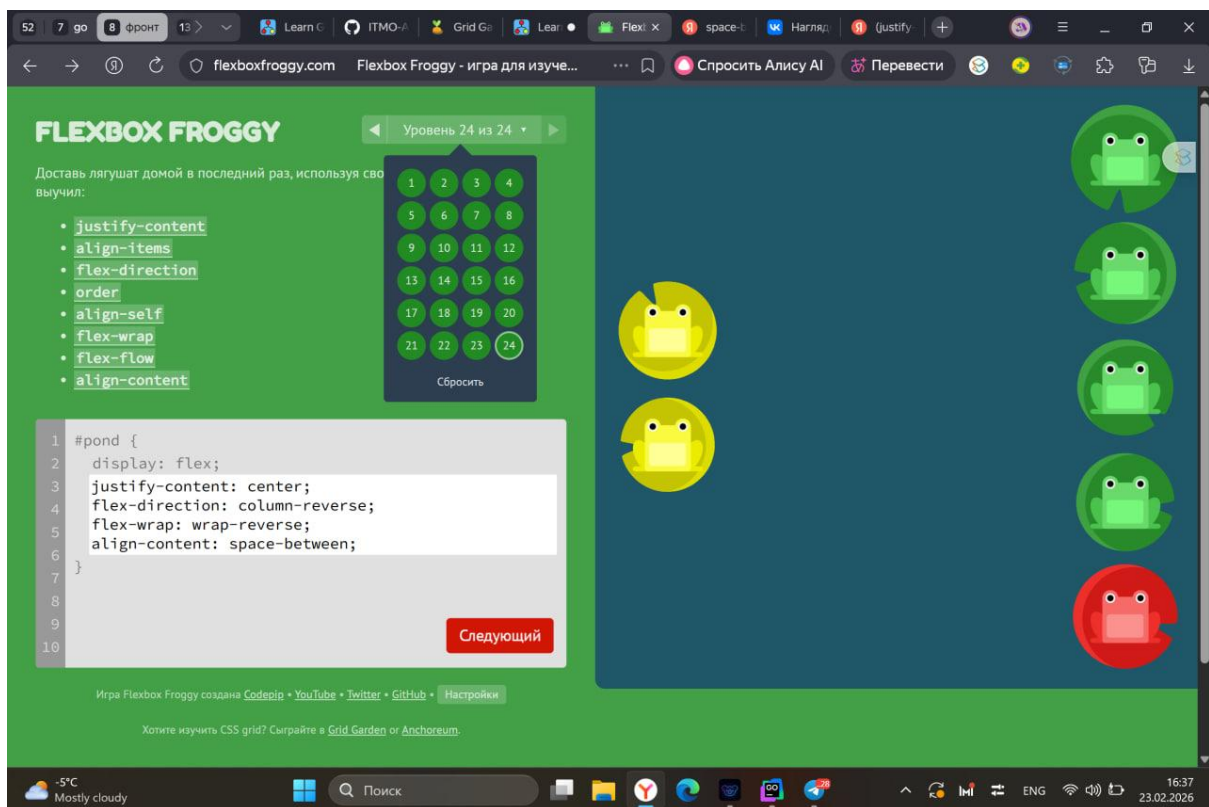 52
7 go
8 фронт
13
Learn G
ITMO-A
Grid Ga
Learn
Flexb
space-b
Нагляд
(justify-
flexboxfroggy.com
Flexbox Froggy - игра для изуче...
Спросить Алису AI
Перевести
FLEXBOX FROGGY
Уровень 24 из 24
Доставь лягушат домой в последний раз, используя сво
выучил:
• justify-content
• align-items
• flex-direction
• order
• align-self
• flex-wrap
• flex-flow
• align-content
1 2 3 4
5 6 7 8
9 10 11 12
13 14 15 16
17 18 19 20
21 22 23 24
Сбросить
1 #pond {
2 display: flex;
3 justify-content: center;
4 flex-direction: column-reverse;
5 flex-wrap: wrap-reverse;
6 align-content: space-between;
7 }
8
9
10
Следующий
Игра Flexbox Froggy создана Codepip • YouTube • Twitter • GitHub • Настройки
Хотите изучить CSS grid? Сыграйте в Grid Garden or Anchoreum.
-5°C
Mostly cloudy
Поиск
28
ENG
16:37
23.02.2026